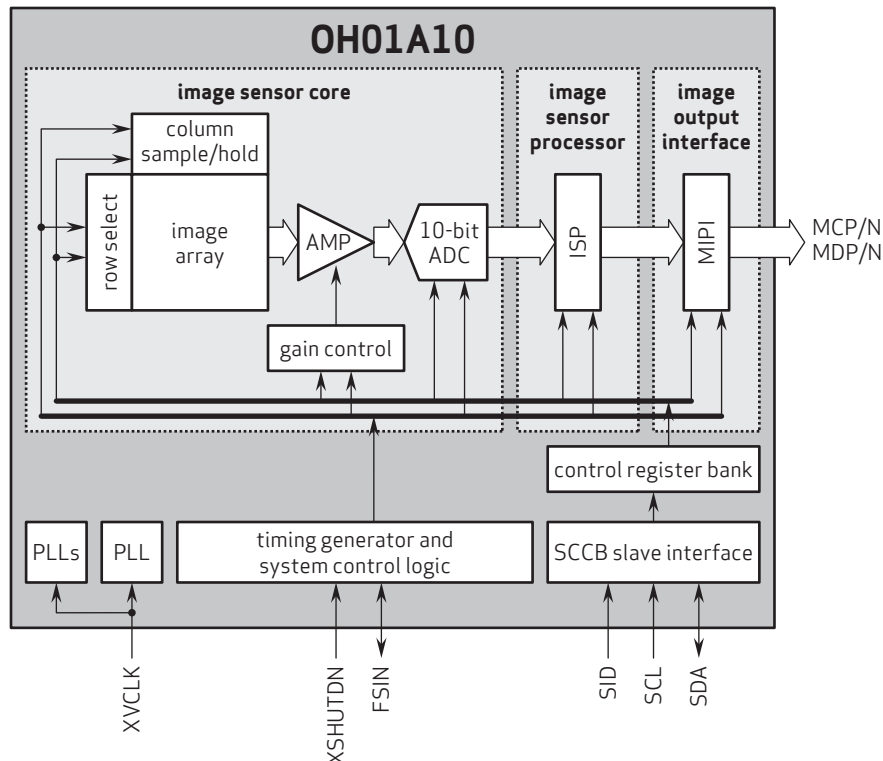 OH01A10
image sensor core
image
sensor
processor
image
output
interface
column
sample/hold
row select
image
array
AMP
10-bit
ADC
ISP
MIPI
MCP/N
MDP/N
gain control
control register bank
PLLs
PLL
timing generator and
system control logic
SCCB slave interface
XVCLK
XSHUTDN
FSIN
SID
SCL
SDA